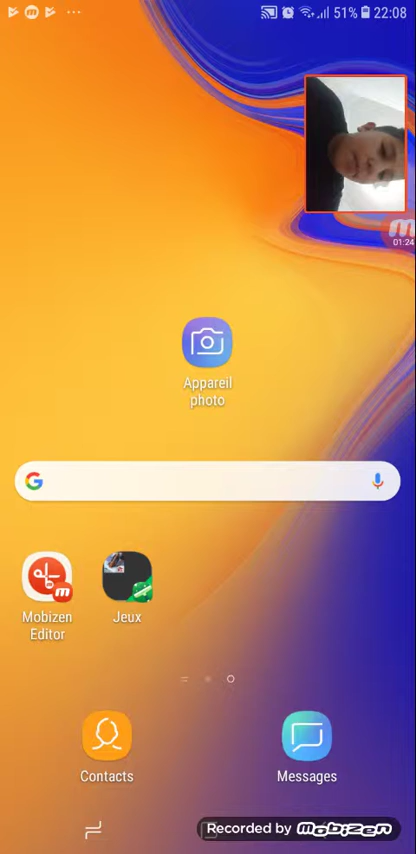 51% 22:08
01:24
Appareil
photo
Mobizen
Editor
Jeux
Contacts
Messages
Recorded by mobizen